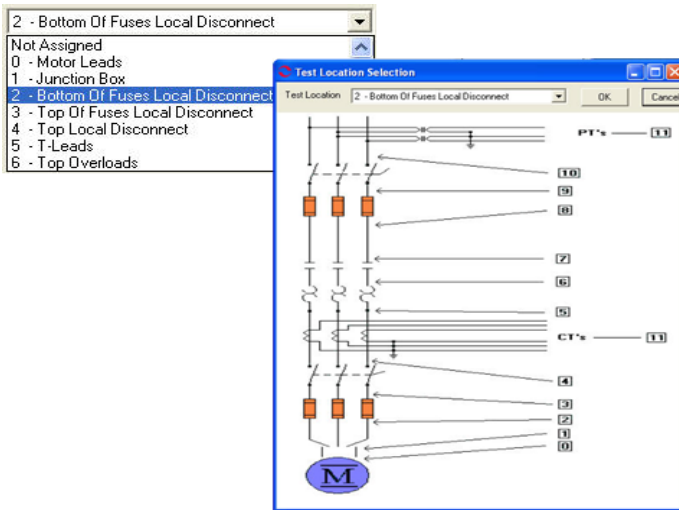 2 - Bottom Of Fuses Local Disconnect
Not Assigned
0 - Motor Leads
1 - Junction Box
2 - Bottom Of Fuses Local Disconnect
3 - Top Of Fuses Local Disconnect
4 - Top Local Disconnect
5 - T-Leads
6 - Top Overloads
Test Location Selection
Test Location 2 - Bottom Of Fuses Local Disconnect OK Cancel
PT's 11
10
9
8
7
6
5
CT's 11
4
3
2
1
0
M